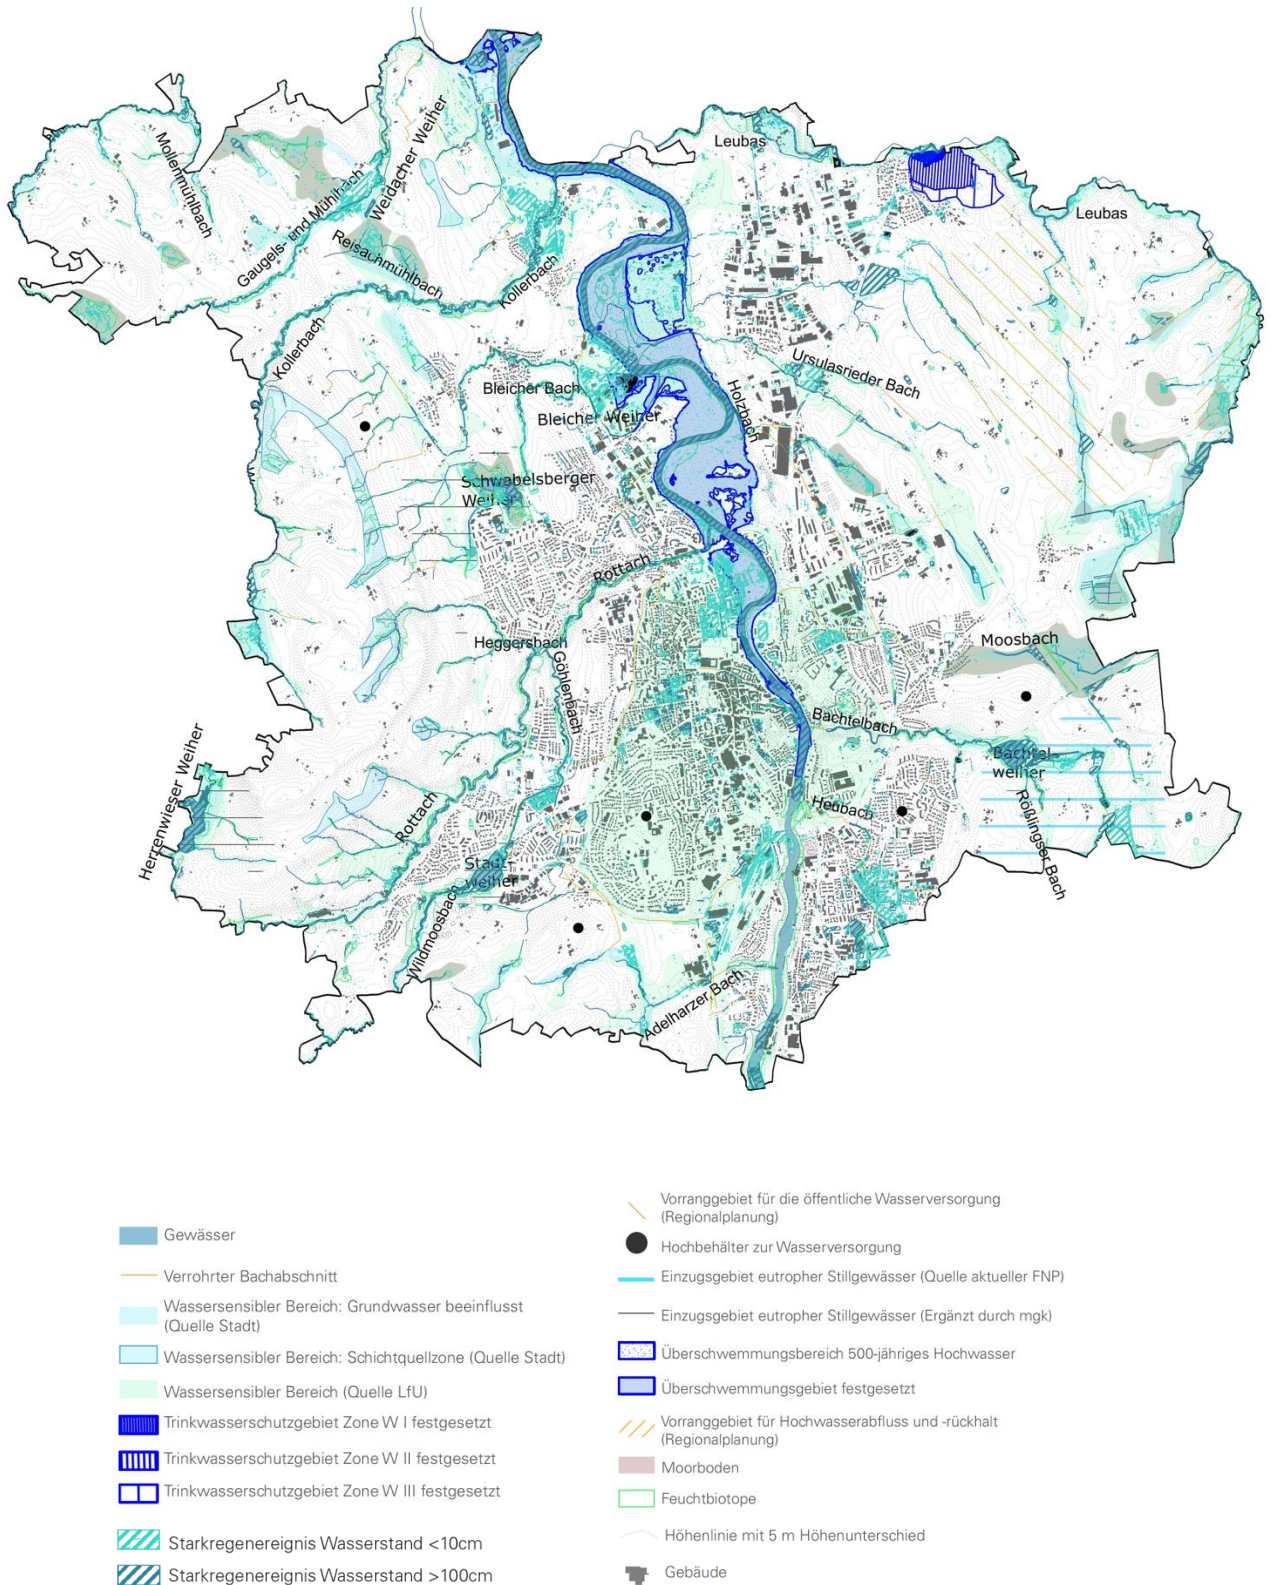 Leubas
Mollenmühlbach
Weidacher Weiher
Gaugels- und Mühlbach
Leubas
Reisachmühlbach
Kollerbach
Kollerbach
Ursulasrieder Bach
Bleicher Bach
Holzbach
Bleicher Weiher
Schwabelsberger
Weiher
Rottach
Heggersbach
Göhlenbach
Moosbach
Bachtelbach
Bachtel-
weiher
Herrenwieser Weiher
Rottach
Heubach
Rößlingser Bach
Stadt-
weiher
Wildmoosbach
Adelharzer Bach
Gewässer
Verrohrter Bachabschnitt
Wassersensibler Bereich: Grundwasser beeinflusst
(Quelle Stadt)
Wassersensibler Bereich: Schichtquellzone (Quelle Stadt)
Wassersensibler Bereich (Quelle LfU)
Trinkwasserschutzgebiet Zone W I festgesetzt
Trinkwasserschutzgebiet Zone W II festgesetzt
Trinkwasserschutzgebiet Zone W III festgesetzt
Starkregenereignis Wasserstand <10cm
Starkregenereignis Wasserstand >100cm
Vorranggebiet für die öffentliche Wasserversorgung
(Regionalplanung)
Hochbehälter zur Wasserversorgung
Einzugsgebiet eutropher Stillgewässer (Quelle aktueller FNP)
Einzugsgebiet eutropher Stillgewässer (Ergänzt durch mgk)
Überschwemmungsbereich 500-jähriges Hochwasser
Überschwemmungsgebiet festgesetzt
Vorranggebiet für Hochwasserabfluss und -rückhalt
(Regionalplanung)
Moorboden
Feuchtbiotope
Höhenlinie mit 5 m Höhenunterschied
Gebäude